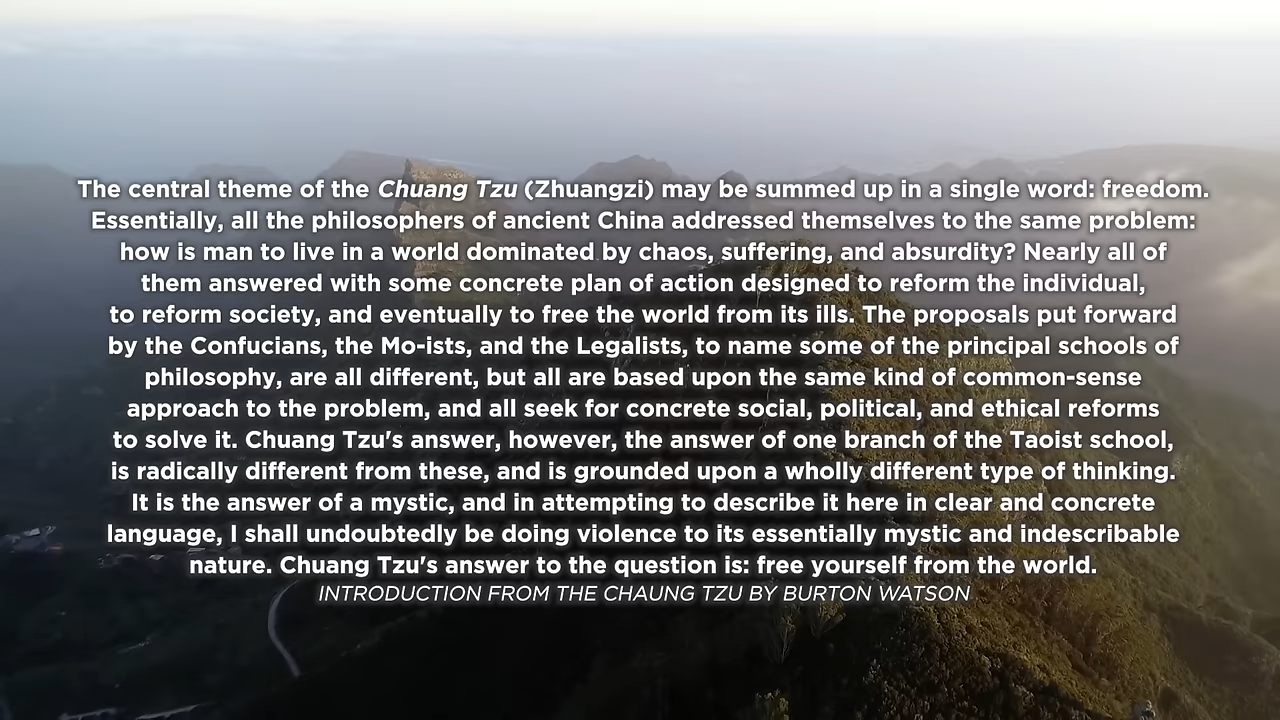 The central theme of the Chuang Tzu (Zhuangzi) may be summed up in a single word: freedom.
Essentially, all the philosophers of ancient China addressed themselves to the same problem:
how is man to live in a world dominated by chaos, suffering, and absurdity? Nearly all of
them answered with some concrete plan of action designed to reform the individual,
to reform society, and eventually to free the world from its ills. The proposals put forward
by the Confucians, the Mo-ists, and the Legalists, to name some of the principal schools of
philosophy, are all different, but all are based upon the same kind of common-sense
approach to the problem, and all seek for concrete social, political, and ethical reforms
to solve it. Chuang Tzu's answer, however, the answer of one branch of the Taoist school,
is radically different from these, and is grounded upon a wholly different type of thinking.
It is the answer of a mystic, and in attempting to describe it here in clear and concrete
language, I shall undoubtedly be doing violence to its essentially mystic and indescribable
nature. Chuang Tzu's answer to the question is: free yourself from the world.
INTRODUCTION FROM THE CHAUNG TZU BY BURTON WATSON